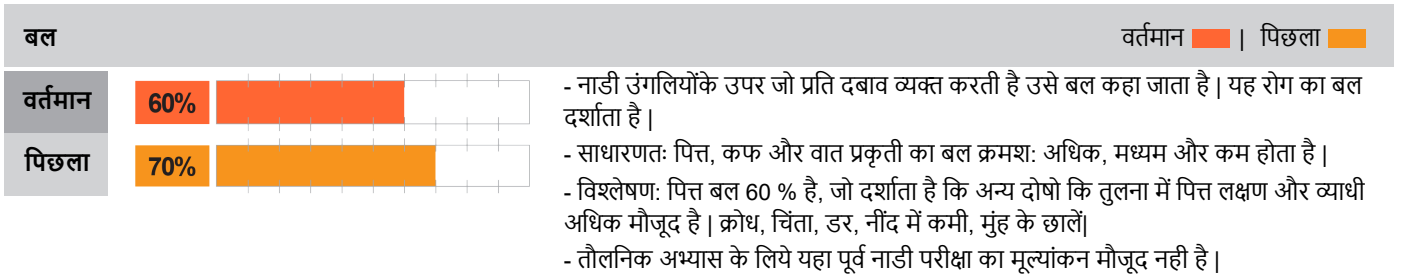 बल
वर्तमान | पिछला
वर्तमान 60%
पिछला 70%
- नाडी उंगलियोंके उपर जो प्रति दबाव व्यक्त करती है उसे बल कहा जाता है | यह रोग का बल
दर्शाता है |
- साधारणतः पित्त, कफ और वात प्रकृती का बल क्रमश: अधिक, मध्यम और कम होता है |
- विश्लेषण: पित्त बल 60 % है, जो दर्शाता है कि अन्य दोषो कि तुलना में पित्त लक्षण और व्याधी
अधिक मौजूद है | क्रोध, चिंता, डर, नींद में कमी, मुंह के छालें|
- तौलनिक अभ्यास के लिये यहा पूर्व नाडी परीक्षा का मूल्यांकन मौजूद नही है |